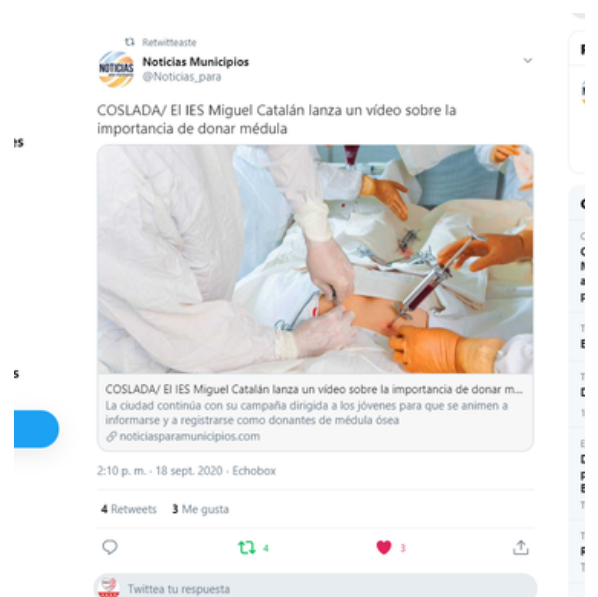 Retwitteaste
Noticias Municipios
@Noticias_para
NOTICIAS
COSLADA/ El IES Miguel Catalán lanza un vídeo sobre la
importancia de donar médula
COSLADA/ El IES Miguel Catalán lanza un vídeo sobre la importancia de donar m...
La ciudad continúa con su campaña dirigida a los jóvenes para que se animen a
informarse y a registrarse como donantes de médula ósea
noticiasparamunicipios.com
2:10 p. m. · 18 sept. 2020 · Echobox
4 Retweets 3 Me gusta
4 3
Twittea tu respuesta
es
s